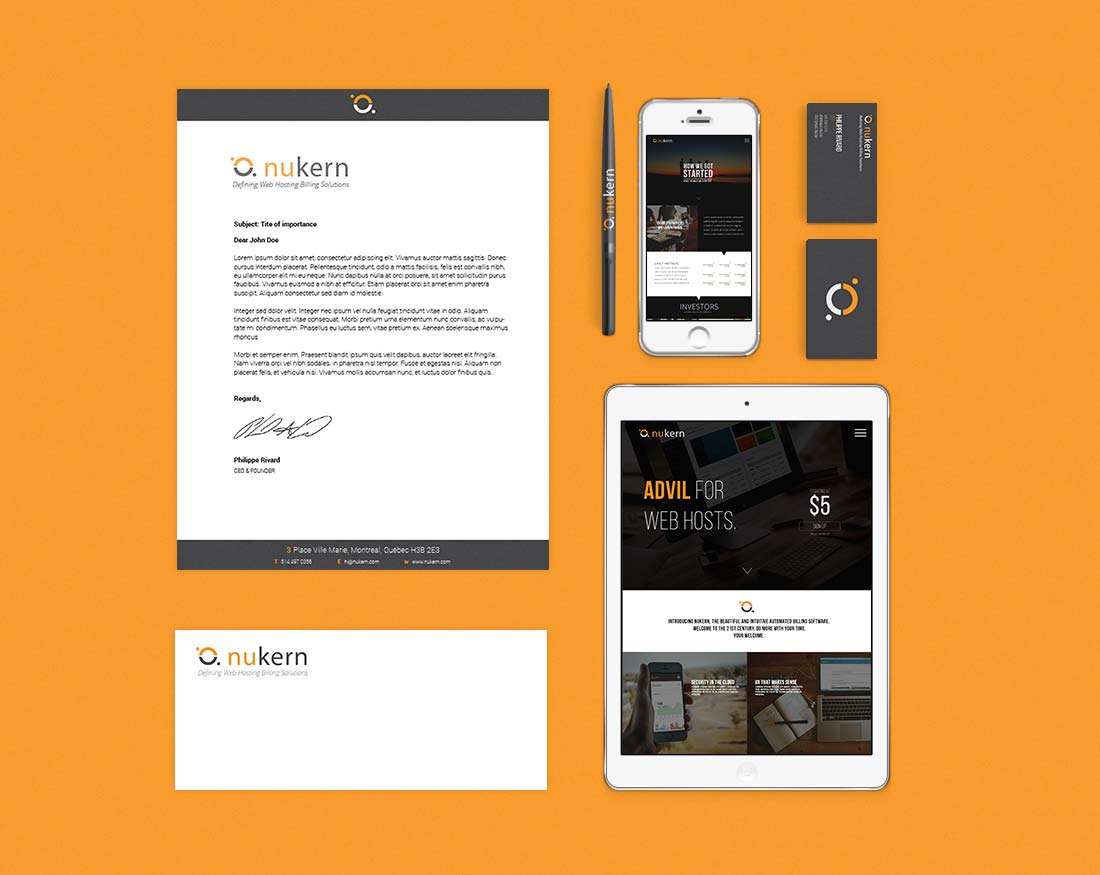 nukern
Defining Web Hosting Billing Solutions
Subject: Tite of importance
Dear John Doe
Lorem ipsum dolor sit amet, consectetur adipiscing elit. Vivamus auctor mattis sagittis. Donec
cursus interdum placerat. Pellentesque tincidunt, odio a mattis facilisis, felis est convallis nibh,
eu ullamcorper elit mi eu neque. Nunc dapibus nulla at orci posuere, sit amet sollicitudin purus
faucibus. Vivamus euismod a nibh at efficitur. Etiam placerat orci sit amet enim pharetra
suscipit. Aliquam consectetur sed diam id molestie.
Integer sed dolor velit. Integer nec ipsum vel nulla feugiat tincidunt vitae in odio. Aliquam
tincidunt finibus est vitae consequat. Morbi pretium urna elementum nunc convallis, ac vulpu-
tate mi condimentum. Phasellus eu luctus sem, vitae pretium ex. Aenean scelerisque maximus
rhoncus
Morbi et semper enim. Praesent blandit ipsum quis velit dapibus, auctor laoreet elit fringilla.
Nam viverra orci vel nibh sodales, in pharetra nisl tempor. Fusce et egestas nisi. Aliquam non
placerat felis, et vehicula nisi. Vivamus mollis accumsan nunc, et luctus dolor finibus quis..
Regards,
Philippe Rivard
CEO & FOUNDER
3 Place Ville Marie, Montreal, Québec H3B 2E3
T 514 497 0356 E hi@nukern.com w www.nukern.com
nukern
Defining Web Hosting Billing Solutions
nukern
nukern
HOW WE GOT
STARTED
INVESTORS
nukern
Defining Web Hosting Billing Solutions
PHILIPPE RIVARD
nukern
ADVIL FOR
WEB HOSTS.
STARTING AT
$5
SIGN UP
INTRODUCING NUKERN, THE BEAUTIFUL AND INTUITIVE AUTOMATED BILLING SOFTWARE.
WELCOME TO THE 21ST CENTURY. DO MORE WITH YOUR TIME.
YOUR WELCOME.
SECURITY IN THE CLOUD
UX THAT MAKES SENSE